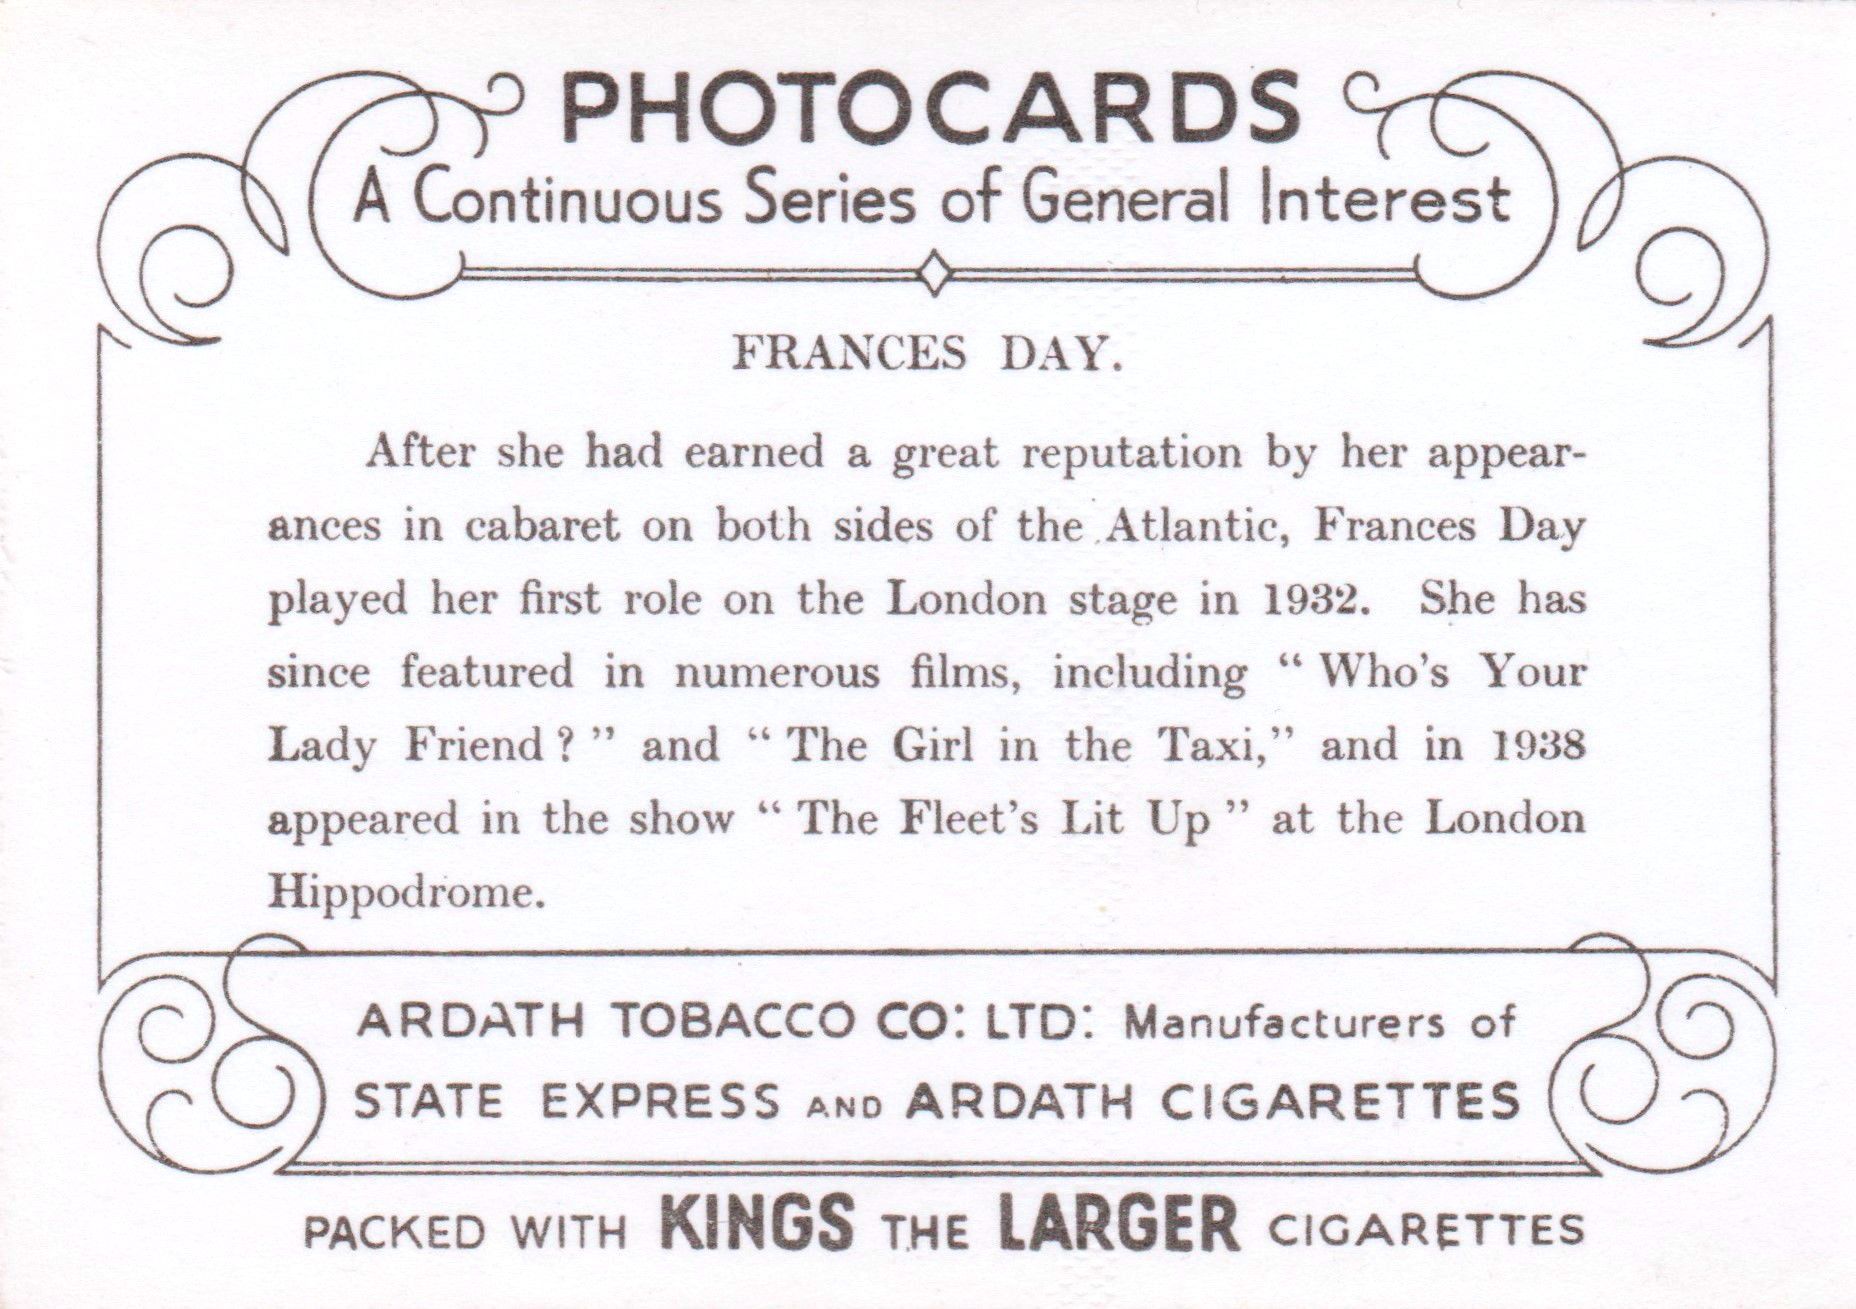 PHOTOCARDS
A Continuous Series of General Interest
FRANCES DAY.
After she had earned a great reputation by her appear-
ances in cabaret on both sides of the Atlantic, Frances Day
played her first role on the London stage in 1932. She has
since featured in numerous films, including “ Who’s Your
Lady Friend ? ” and “ The Girl in the Taxi,” and in 1938
appeared in the show “ The Fleet’s Lit Up ” at the London
Hippodrome.
ARDATH TOBACCO CO: LTD: Manufacturers of
STATE EXPRESS AND ARDATH CIGARETTES
PACKED WITH KINGS THE LARGER CIGARETTES